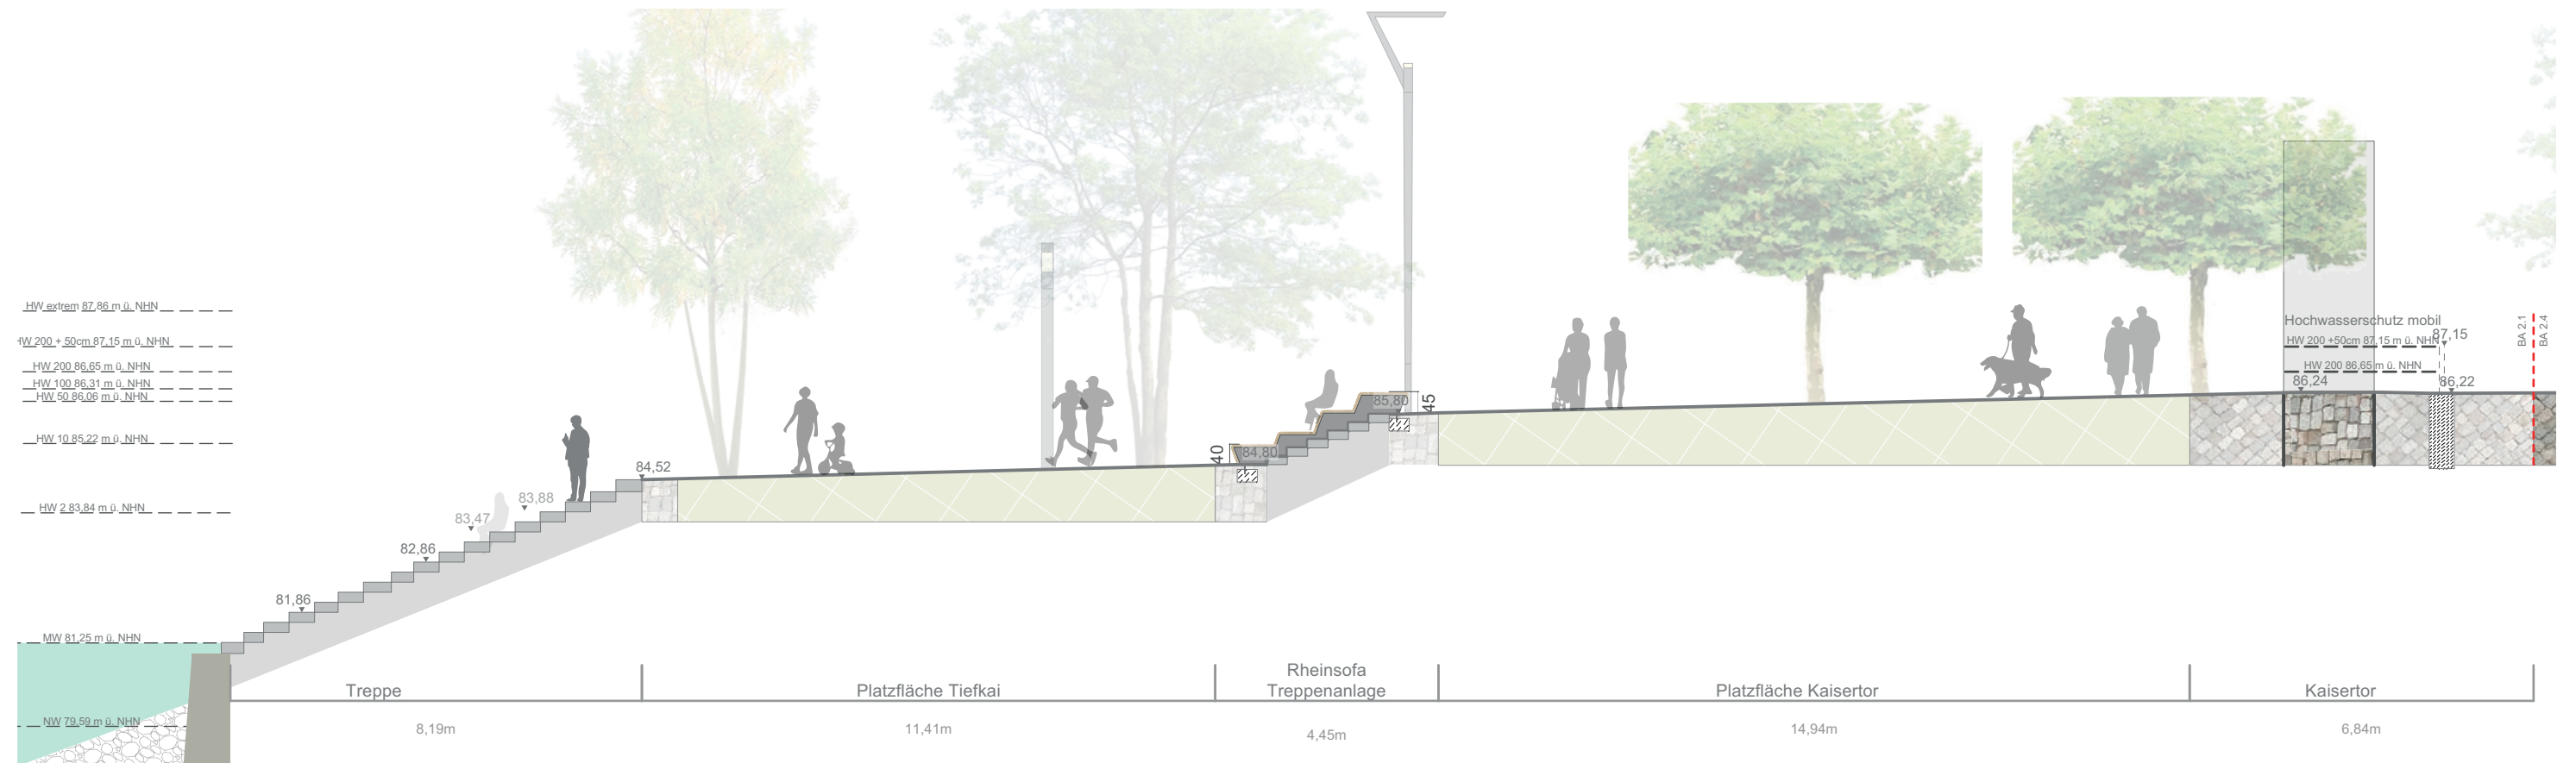 HW extrem 87,86 m ü. NHN
HW 200 + 50cm 87,15 m ü. NHN
HW 200 86,65 m ü. NHN
HW 100 86,31 m ü. NHN
HW 50 86,06 m ü. NHN
HW 10 85,22 m ü. NHN
HW 2 83,84 m ü. NHN
MW 81,25 m ü. NHN
NW 79,59 m ü. NHN
81,86
82,86
83,47
83,88
84,52
40
84,80
85,80
45
Hochwasserschutz mobil
87,15
HW 200 +50cm 87,15 m ü. NHN
HW 200 86,65 m ü. NHN
86,24
86,22
BA 2.1
BA 2.4
Treppe
Platzfläche Tiefkai
Rheinsofa
Treppenanlage
Platzfläche Kaisertor
Kaisertor
8,19m
11,41m
4,45m
14,94m
6,84m